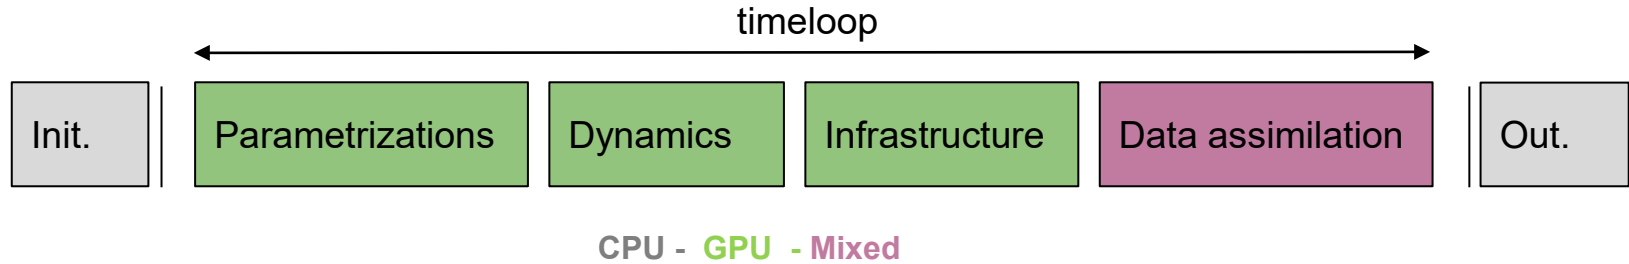 timeloop
Init.
Parametrizations
Dynamics
Infrastructure
Data assimilation
Out.
CPU - GPU - Mixed